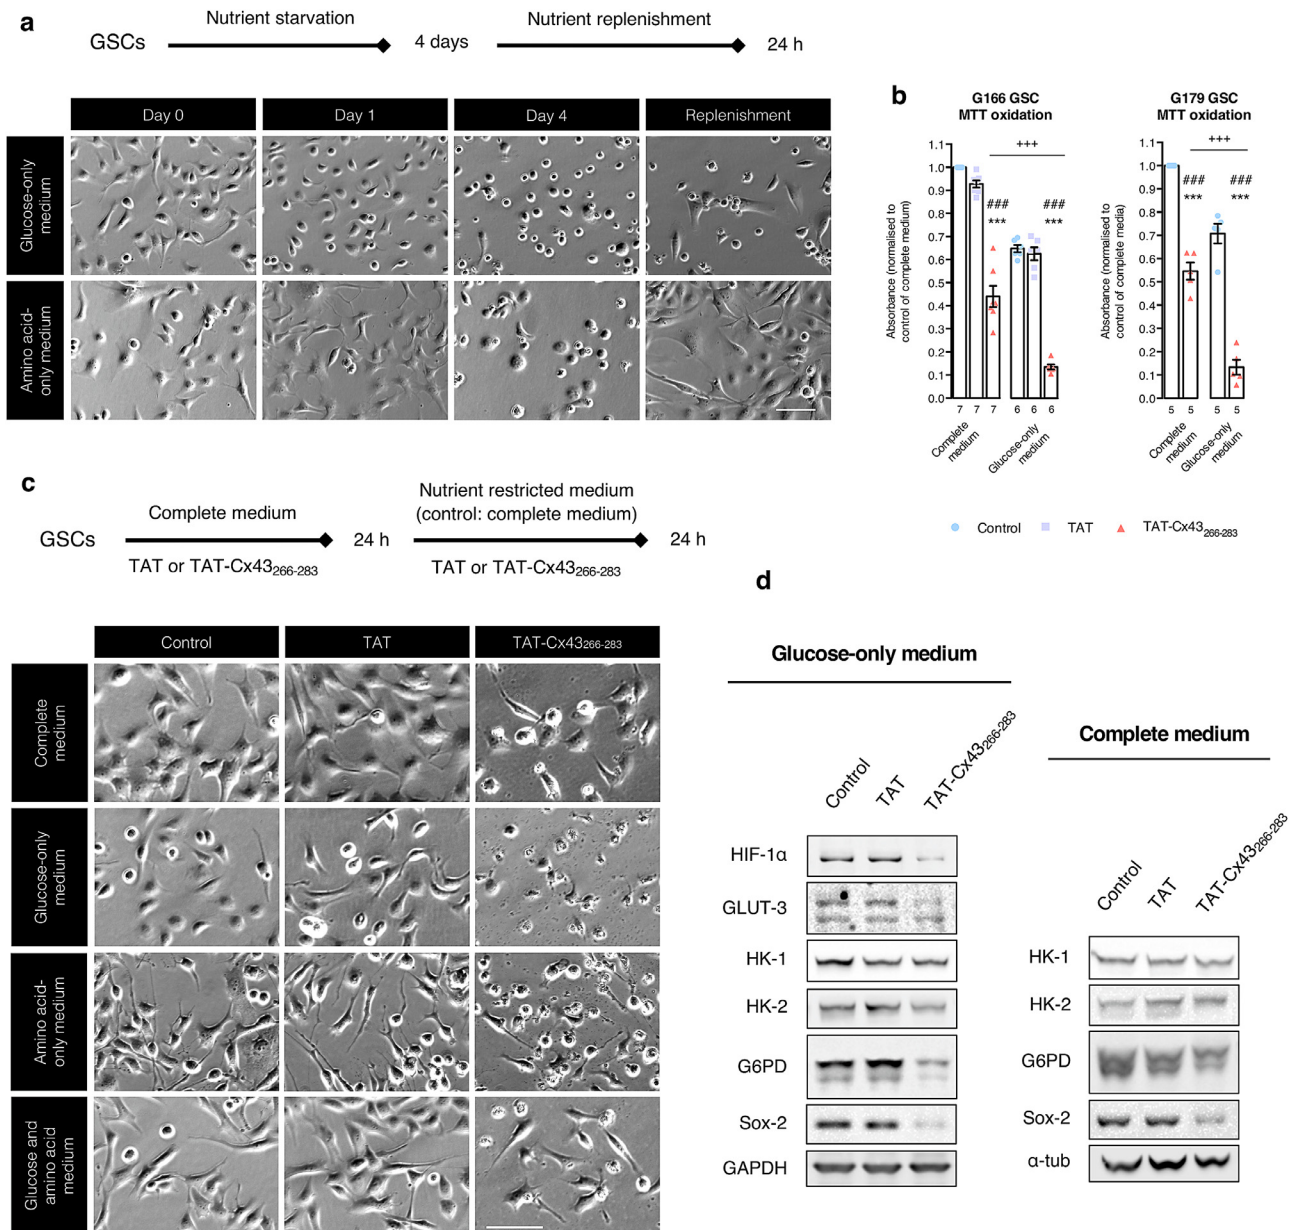 a
Nutrient starvation
Nutrient replenishment
GSCs
4 days
24 h
Day 0
Day 1
Day 4
Replenishment
Glucose-only
medium
Amino acid-
only medium
b
G166 GSC
MTT oxidation
Absorbance (normalised to
control of complete medium)
1.1
1.0
0.9
0.8
0.7
0.6
0.5
0.4
0.3
0.2
0.1
0.0
+++
###
***
###
***
7 7 7 6 6 6
Complete
medium
Glucose-only
medium
G179 GSC
MTT oxidation
Absorbance (normalised to
control of complete media)
1.1
1.0
0.9
0.8
0.7
0.6
0.5
0.4
0.3
0.2
0.1
0.0
+++
###
***
###
***
5 5 5 5
Complete
medium
Glucose-only
medium
Control
TAT
TAT-Cx43266-283
c
GSCs
Complete medium
TAT or TAT-Cx43266-283
24 h
Nutrient restricted medium
(control: complete medium)
TAT or TAT-Cx43266-283
24 h
Control
TAT
TAT-Cx43266-283
Complete
medium
Glucose-only
medium
Amino acid-
only medium
Glucose and
amino acid
medium
d
Glucose-only medium
Control
TAT
TAT-Cx43266-283
HIF-1α
GLUT-3
HK-1
HK-2
G6PD
Sox-2
GAPDH
Complete medium
Control
TAT
TAT-Cx43266-283
HK-1
HK-2
G6PD
Sox-2
α-tub